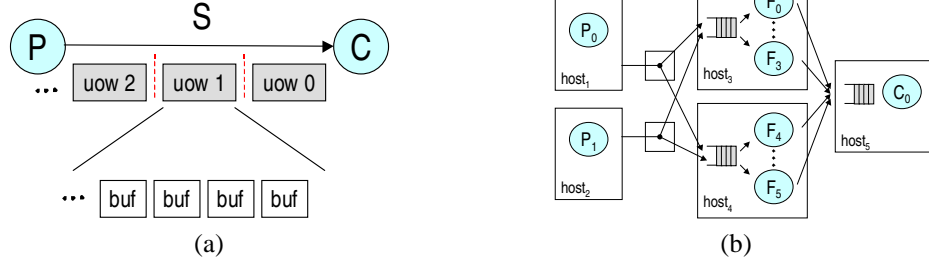 S
P
C
... uow 2 uow 1 uow 0
... buf buf buf buf
(a)
P0
host1
P1
host2
F0
F3
host3
F4
F5
host4
C0
host5
(b)